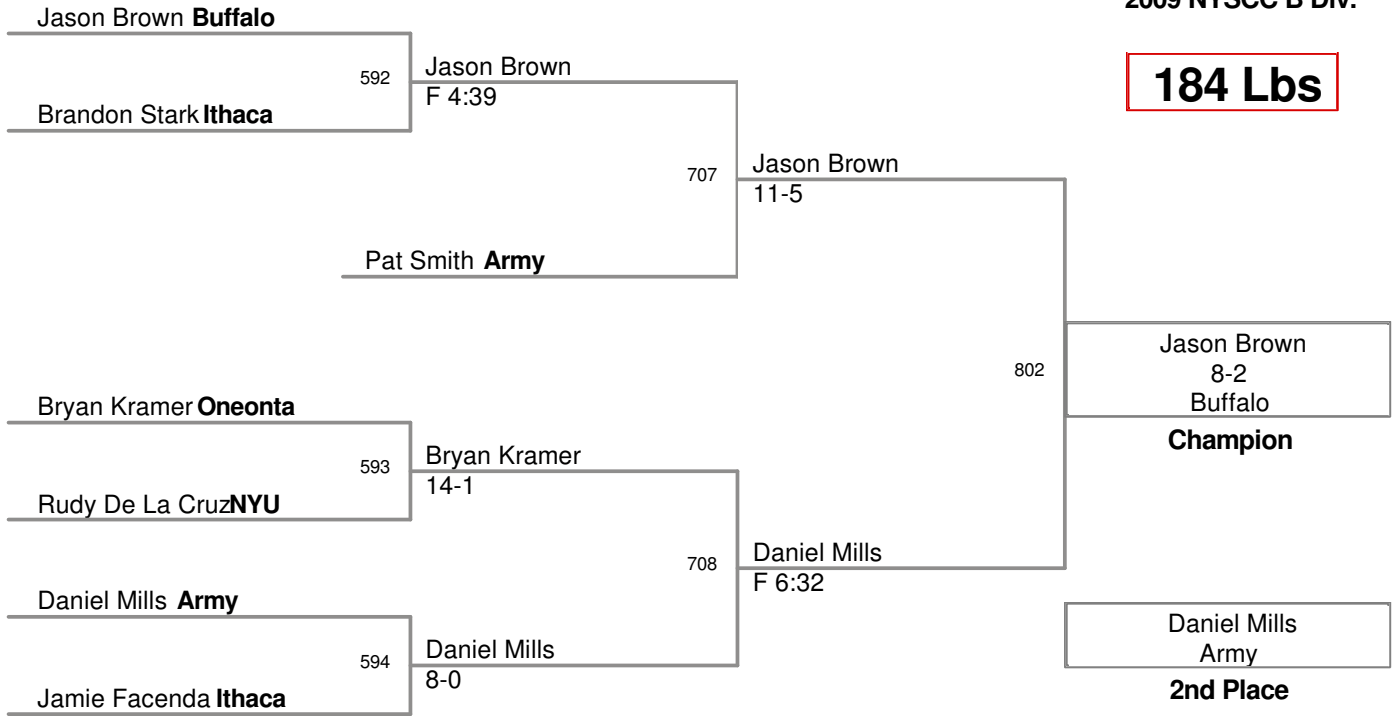 2009 NYSCC B Div.
184 Lbs
Jason Brown Buffalo
592
Jason Brown
F 4:39
Brandon Stark Ithaca
707
Jason Brown
11-5
Pat Smith Army
802
Jason Brown
8-2
Buffalo
Champion
Bryan Kramer Oneonta
593
Bryan Kramer
14-1
Rudy De La Cruz NYU
708
Daniel Mills
F 6:32
Daniel Mills Army
594
Daniel Mills
8-0
Jamie Facenda Ithaca
Daniel Mills
Army
2nd Place